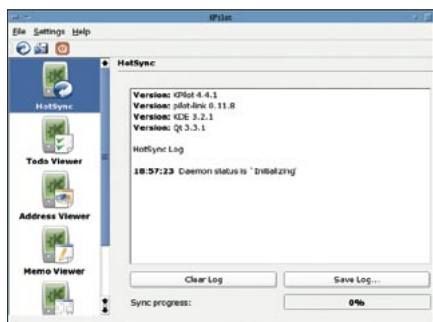 KPilot
File Settings Help
HotSync
HotSync
Todo Viewer
Address Viewer
Memo Viewer
Version: KPilot 4.4.1
Version: pilot-link 0.11.8
Version: KDE 3.2.1
Version: Qt 3.3.1
HotSync Log
18:57:23 Daemon status is `Initializing'
Clear Log
Save Log...
Sync progress:
0%